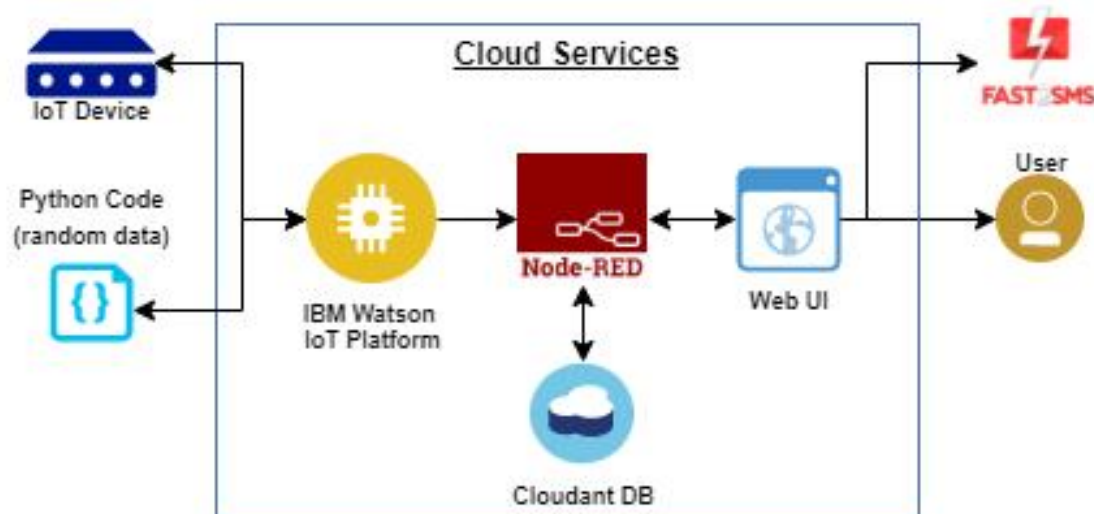 Cloud Services
IoT Device
FAST2SMS
User
Python Code
(random data)
{}
Node-RED
Web UI
IBM Watson
IoT Platform
Cloudant DB